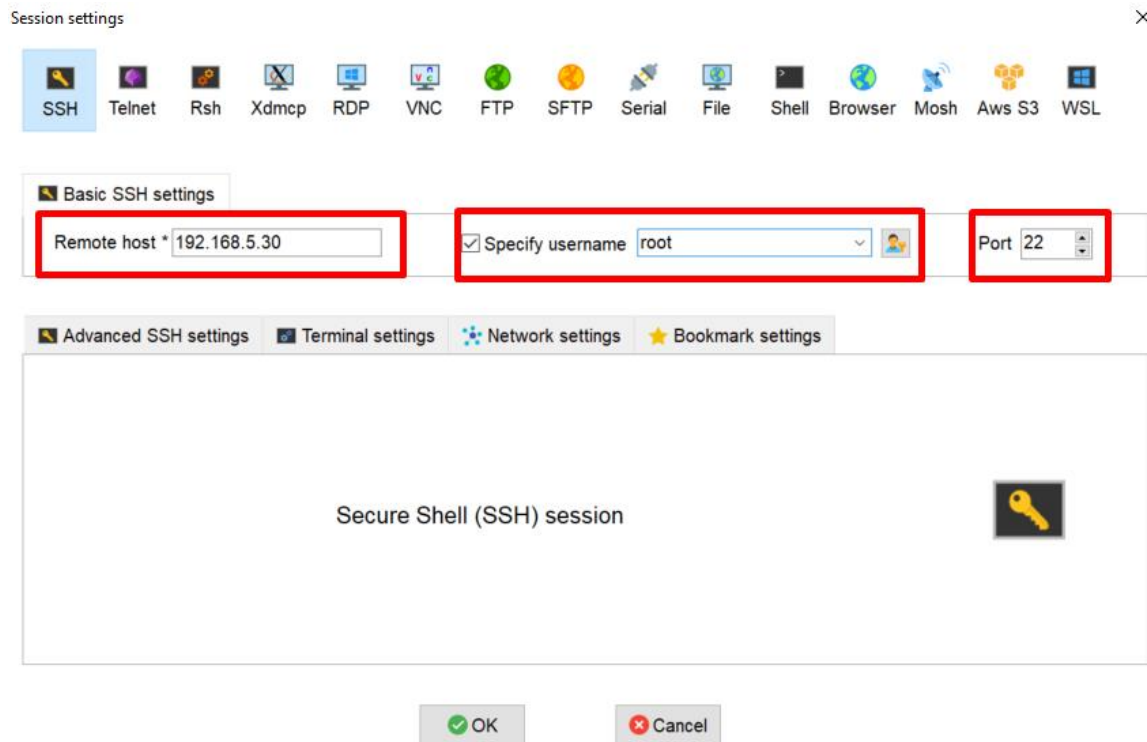 Session settings
SSH Telnet Rsh Xdmcp RDP VNC FTP SFTP Serial File Shell Browser Mosh Aws S3 WSL
Basic SSH settings
Remote host * 192.168.5.30 Specify username root Port 22
Advanced SSH settings Terminal settings Network settings Bookmark settings
Secure Shell (SSH) session
OK Cancel